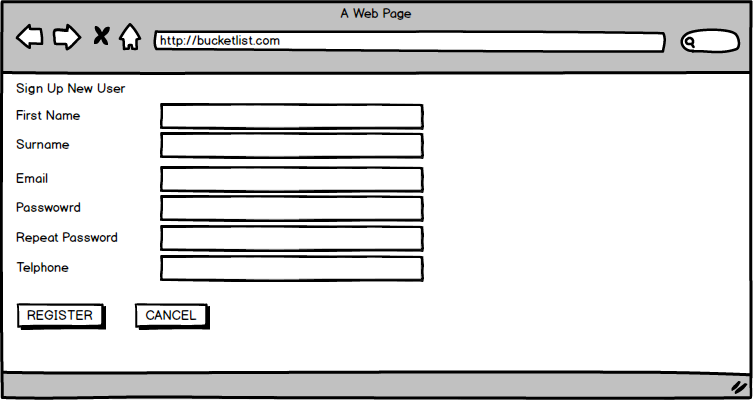 A Web Page
http://bucketlist.com
Sign Up New User
First Name
Surname
Email
Passwowrd
Repeat Password
Telphone
REGISTER CANCEL